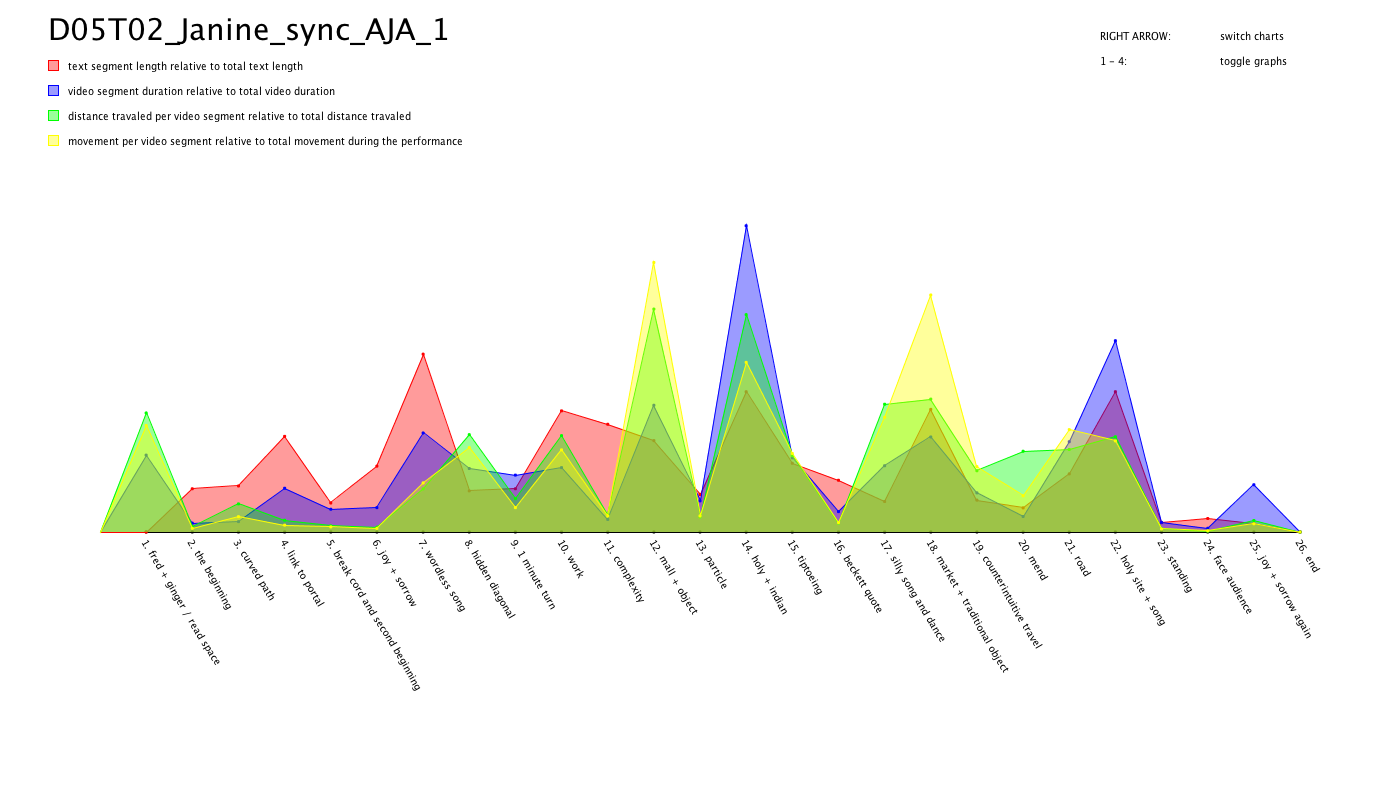 D05T02_Janine_sync_AJA_1
RIGHT ARROW: switch charts
1 - 4: toggle graphs
text segment length relative to total text length
video segment duration relative to total video duration
distance travaled per video segment relative to total distance travaled
movement per video segment relative to total movement during the performance
1. fred + ginger / read space
2. the beginning
3. curved path
4. link to portal
5. break cord and second beginning
6. joy + sorrow
7. wordless song
8. hidden diagonal
9. 1 minute turn
10. work
11. complexity
12. mall + object
13. particle
14. holy + indian
15. tiptoeing
16. beckett quote
17. silly song and dance
18. market + traditional object
19. counterintuitive travel
20. mend
21. road
22. holy site + song
23. standing
24. face audience
25. joy + sorrow again
26. end